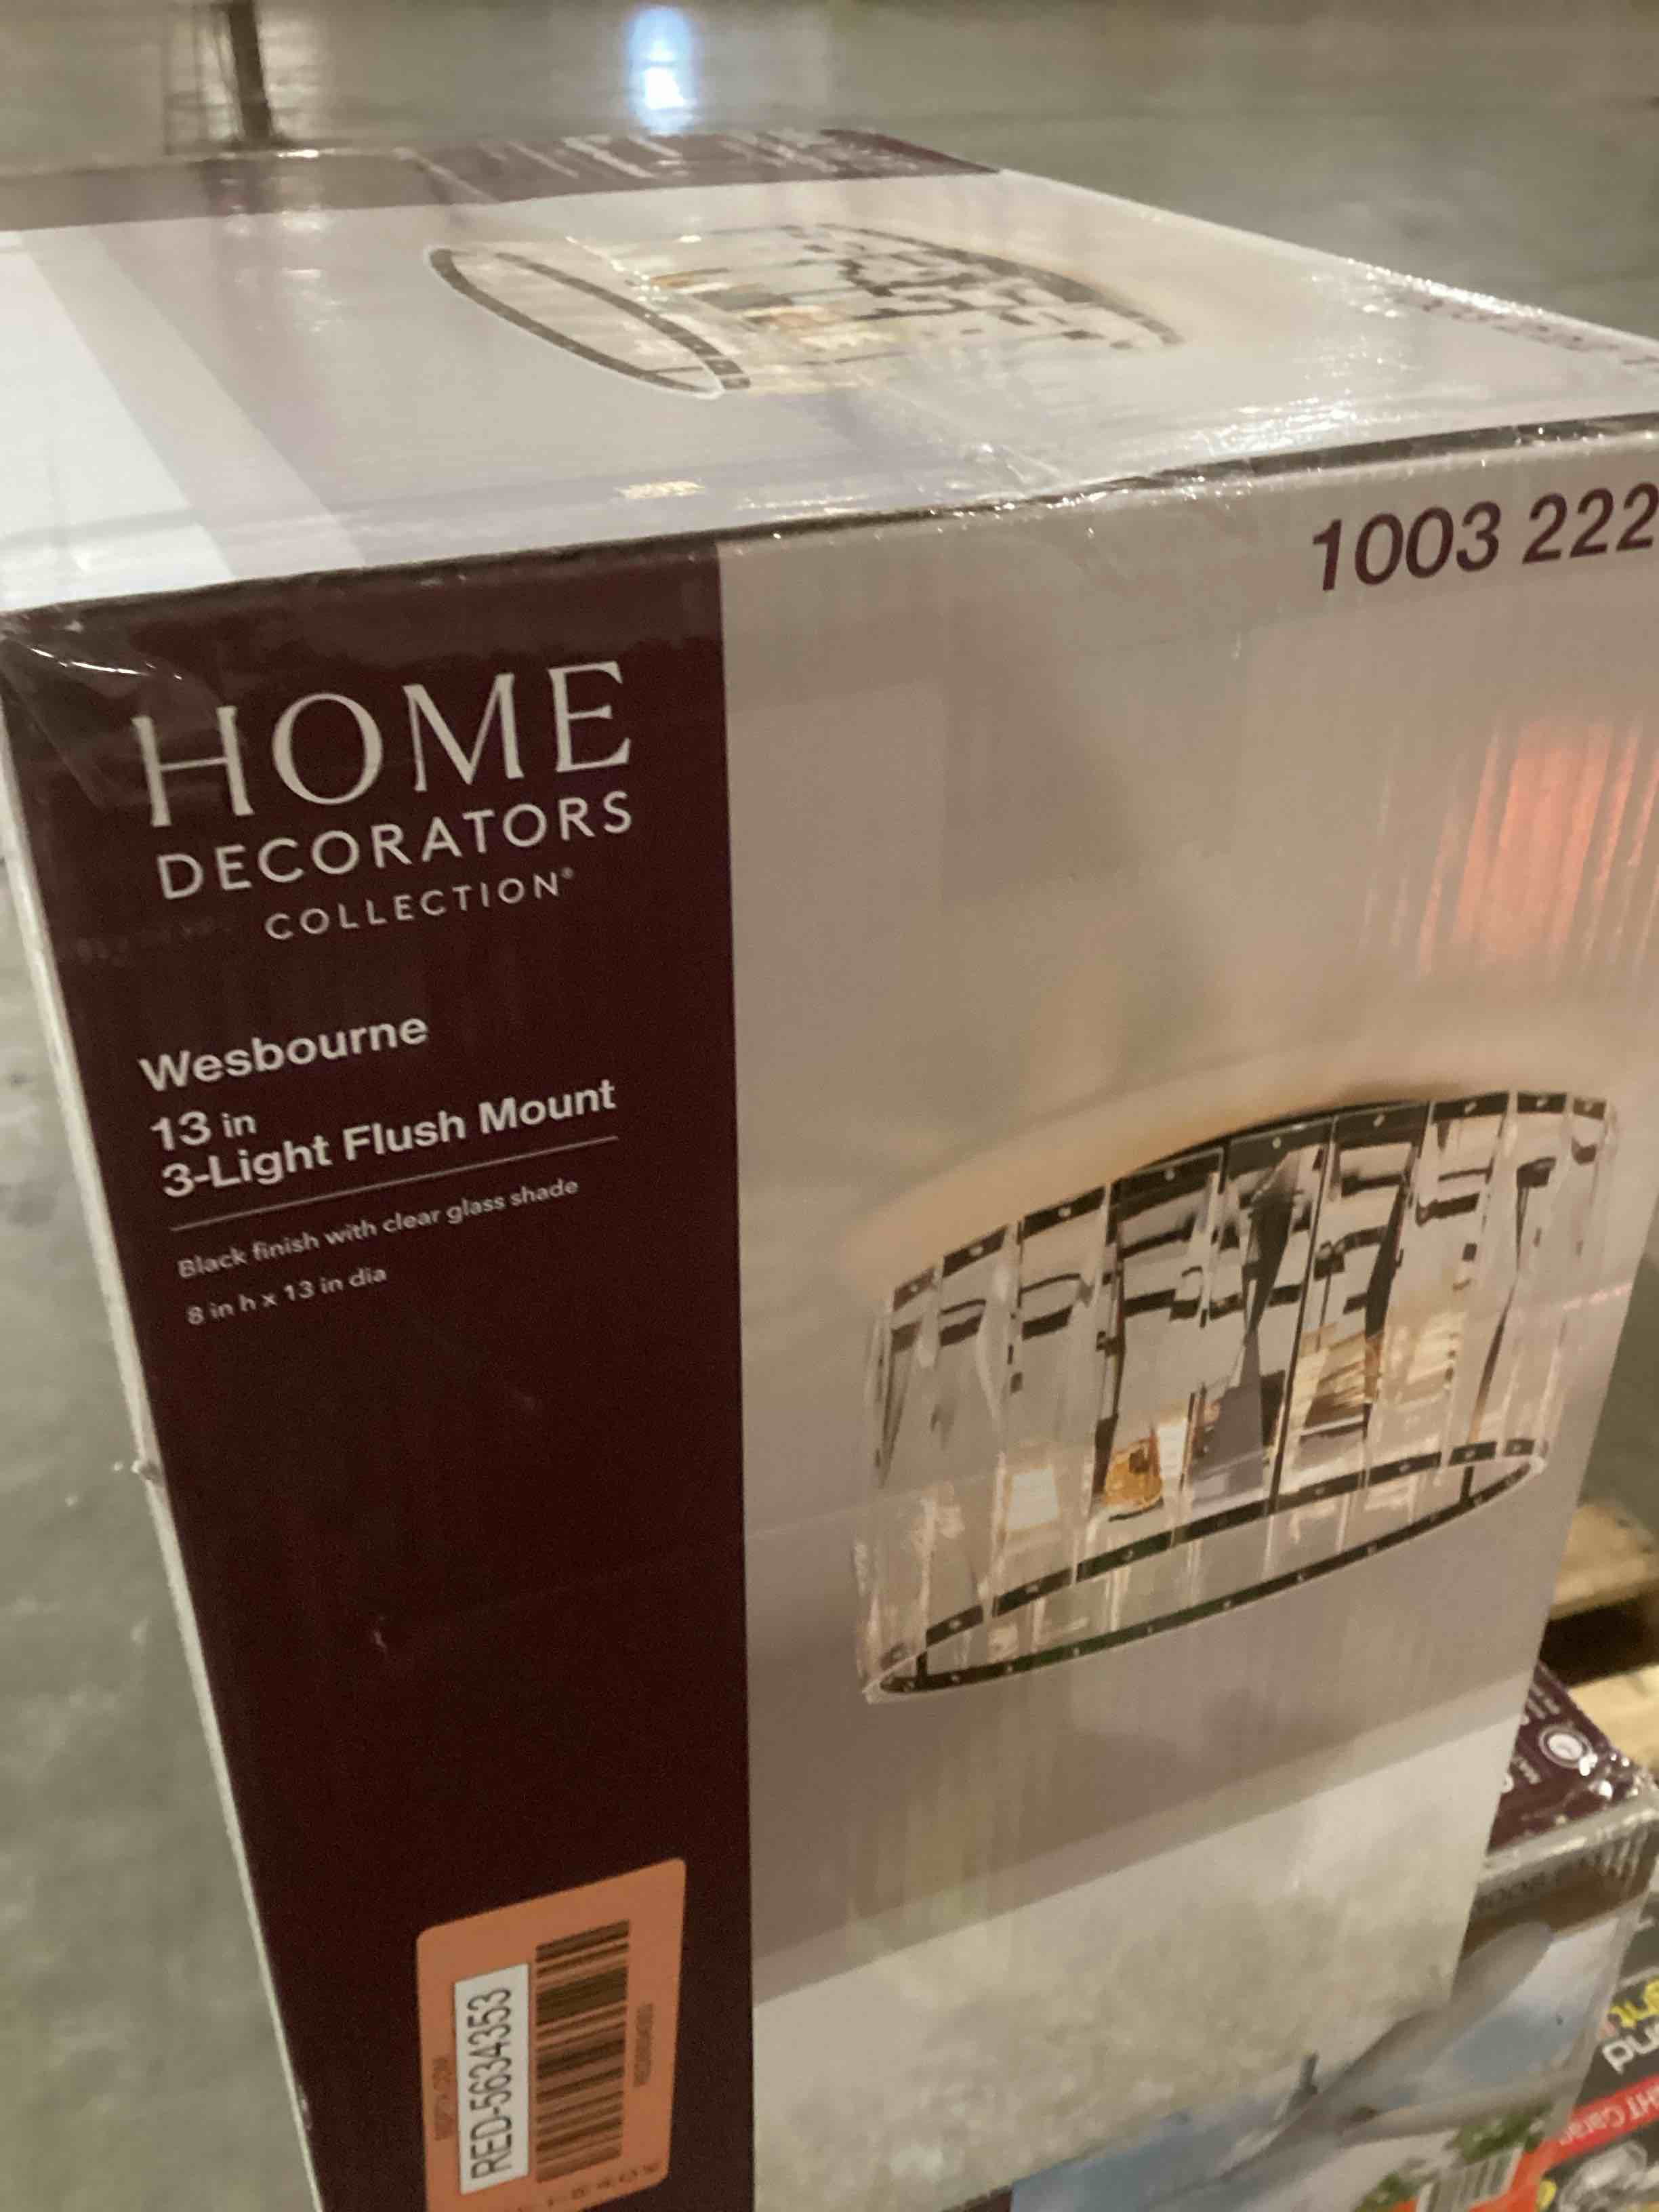 1003 222
HOME
DECORATORS
COLLECTION®
Wesbourne
13 in
3-Light Flush Mount
Black finish with clear glass shade
8 in h x 13 in dia
RED-5634353